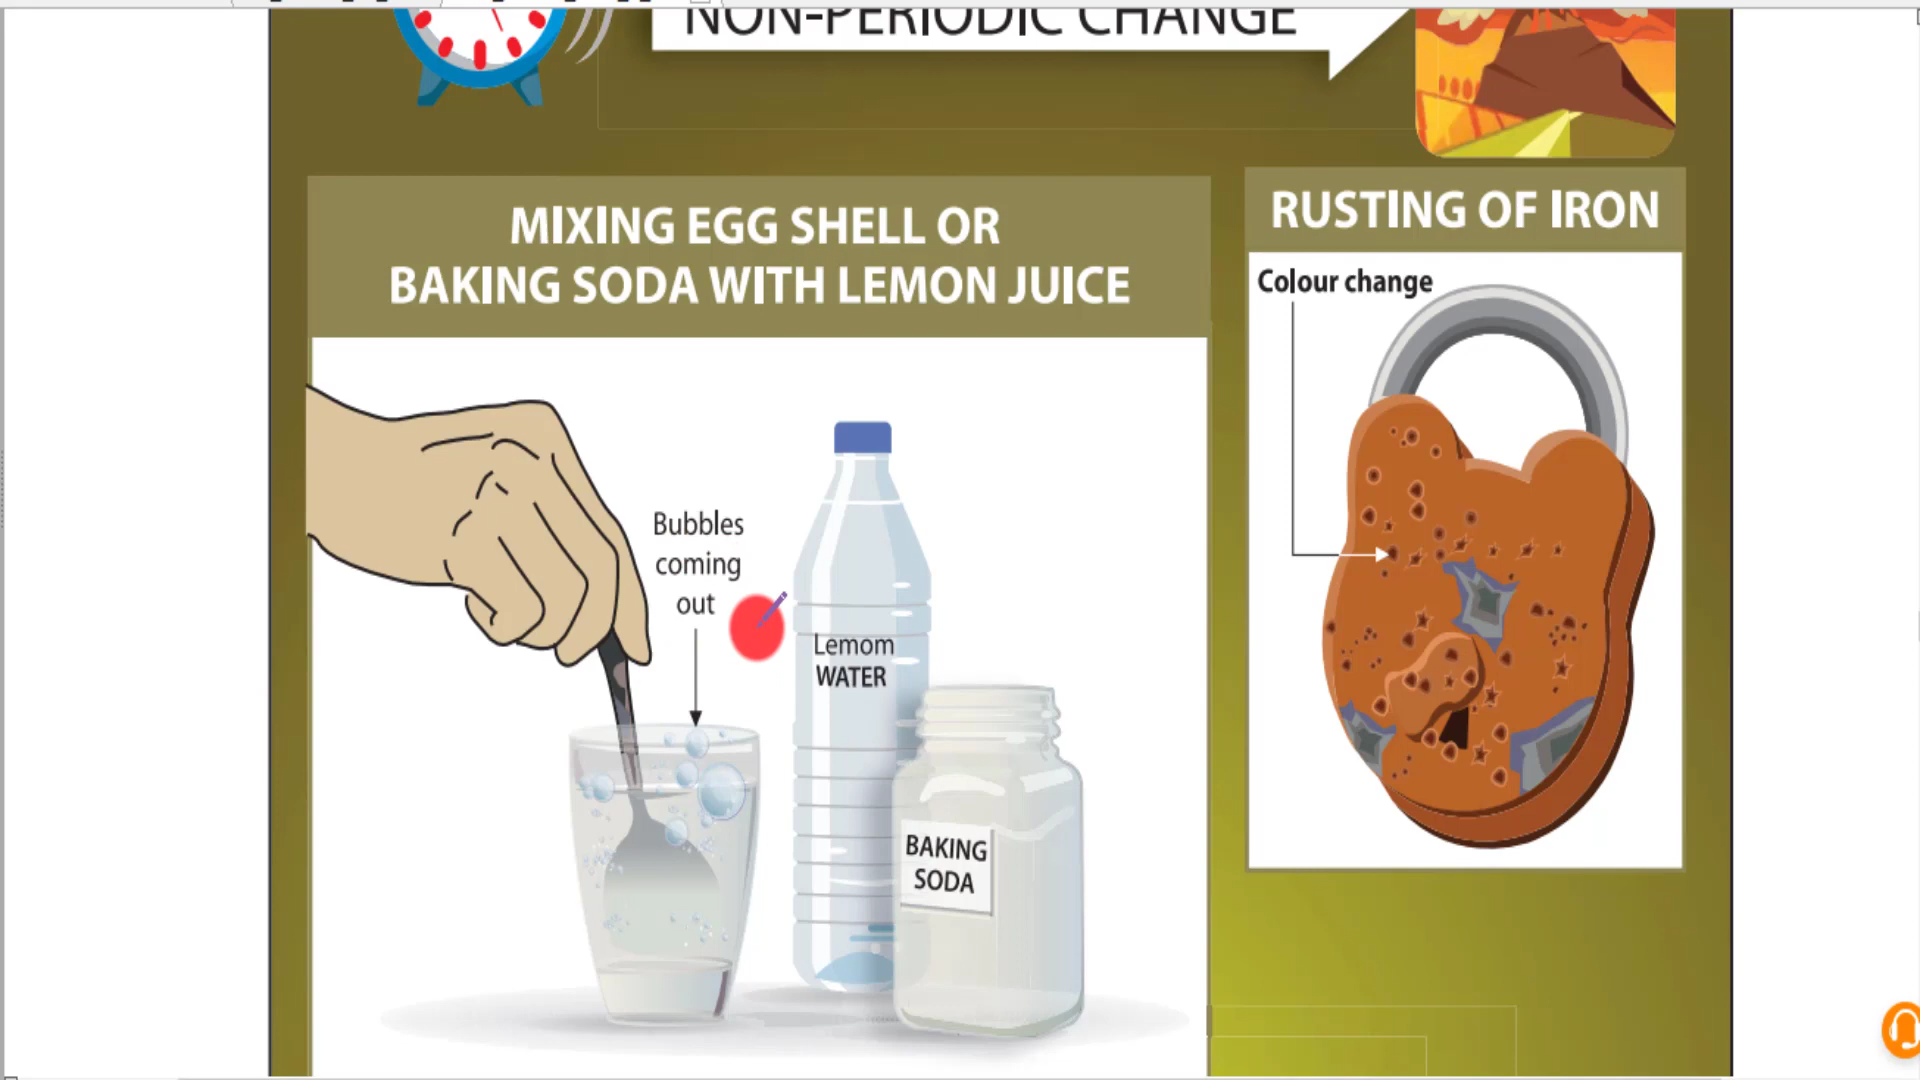 NON-PERIODIC CHANGE
MIXING EGG SHELL OR
BAKING SODA WITH LEMON JUICE
RUSTING OF IRON
Colour change
Bubbles
coming
out
Lemom
WATER
BAKING
SODA